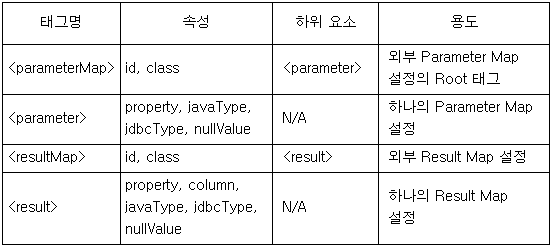 태그명 속성 하위 요소 용도
<parameterMap> id, class <parameter> 외부 Parameter Map
설정의 Root 태그
<parameter> property, javaType,
jdbcType, nullValue N/A 하나의 Parameter Map
설정
<resultMap> id, class <result> 외부 Result Map 설정
<result> property, column,
javaType, jdbcType,
nullValue N/A 하나의 Result Map
설정